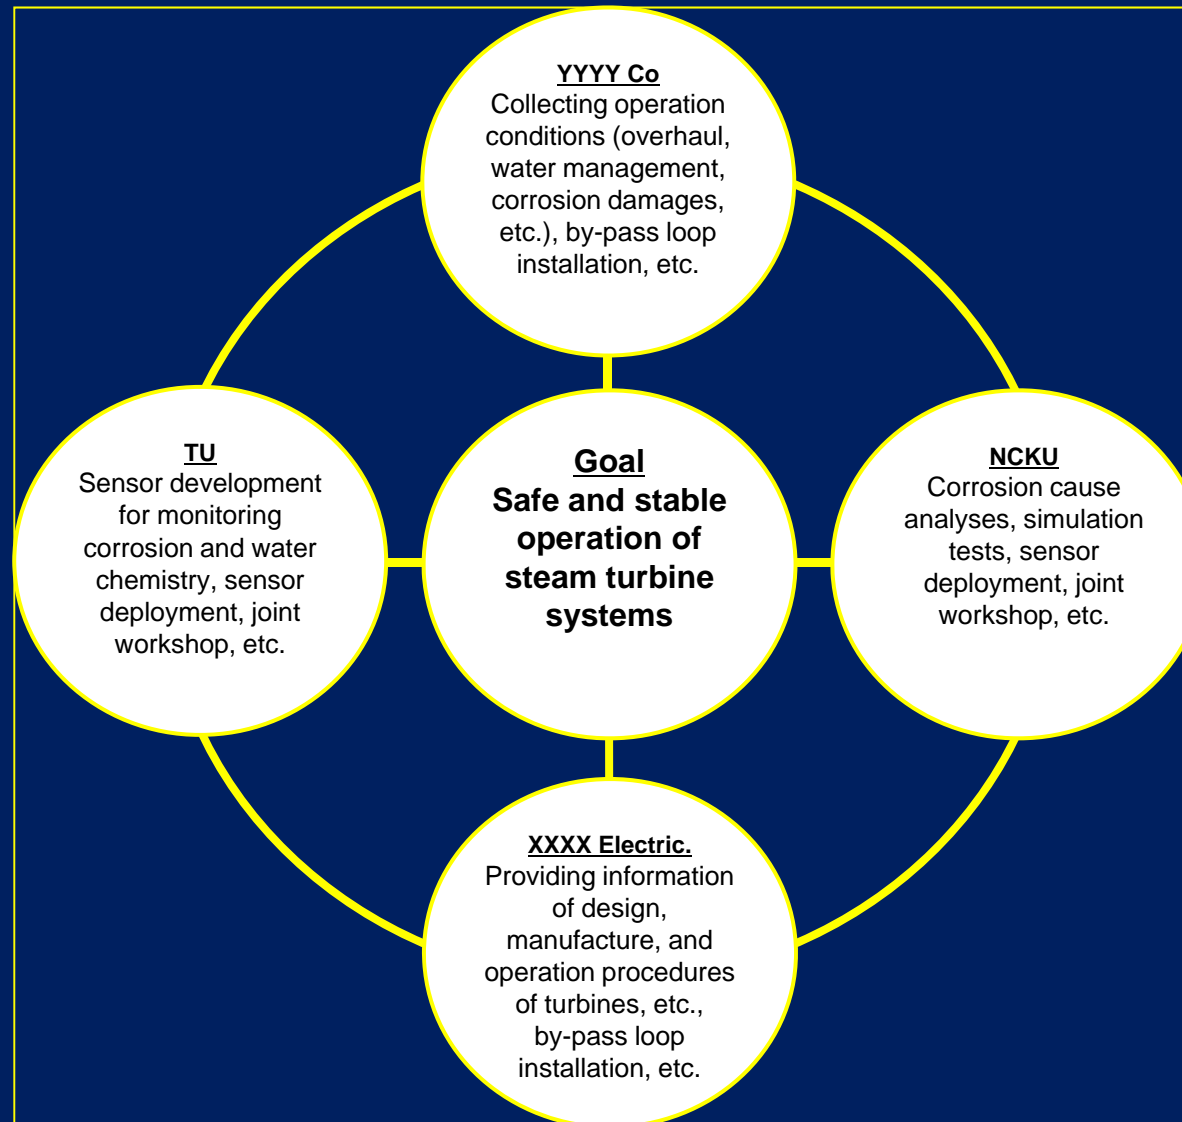 YYYY Co
Collecting operation
conditions (overhaul,
water management,
corrosion damages,
etc.), by-pass loop
installation, etc.
TU
Sensor development
for monitoring
corrosion and water
chemistry, sensor
deployment, joint
workshop, etc.
Goal
Safe and stable
operation of
steam turbine
systems
NCKU
Corrosion cause
analyses, simulation
tests, sensor
deployment, joint
workshop, etc.
XXXX Electric.
Providing information
of design,
manufacture, and
operation procedures
of turbines, etc.,
by-pass loop
installation, etc.